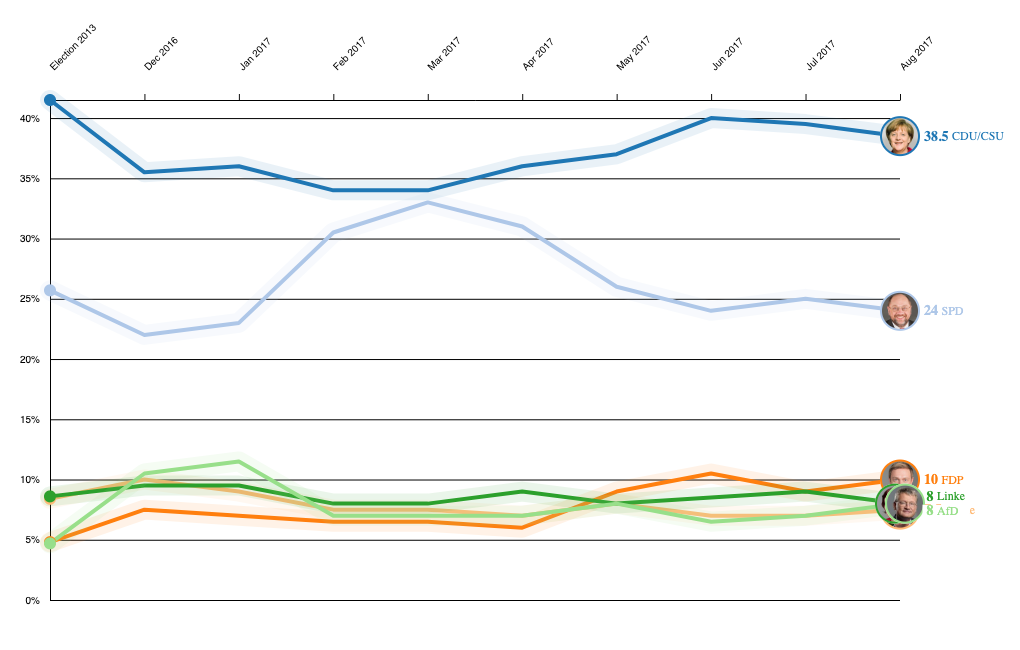 Election 2013
Dec 2016
Jan 2017
Feb 2017
Mar 2017
Apr 2017
May 2017
Jun 2017
Jul 2017
Aug 2017
40%
38.5 CDU/CSU
35%
30%
25%
24 SPD
20%
15%
10%
10 FDP
8 Linke
8 AfD
e
5%
0%